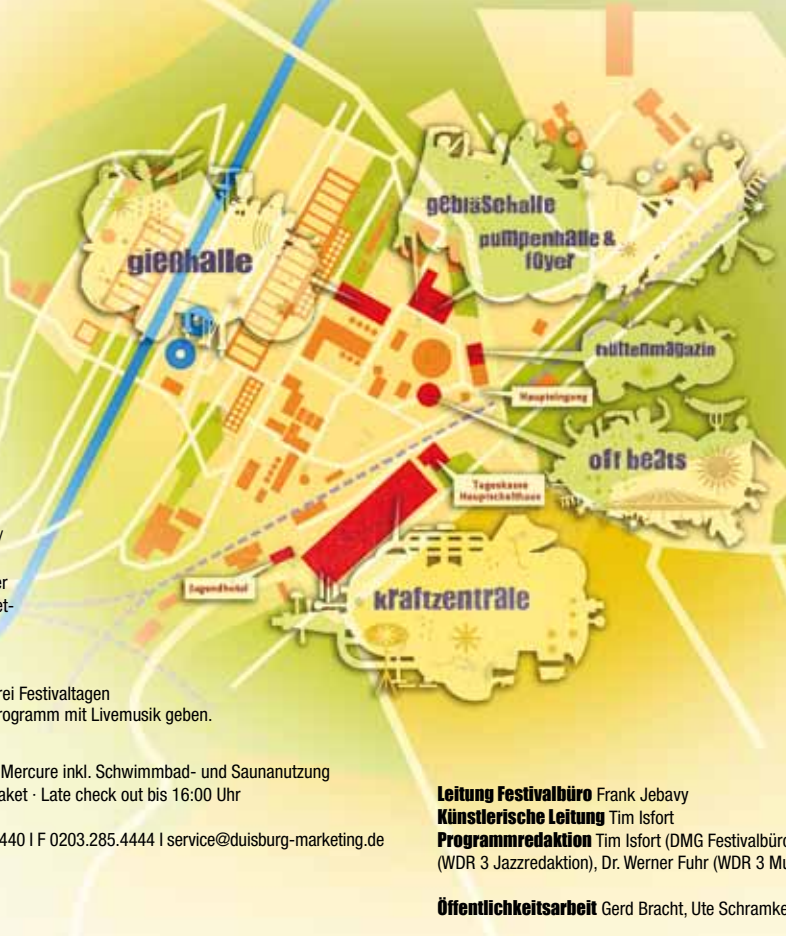 gießhalle
gebläsehalle
pumpenhalle &
foyer
hüttenmagazin
Haupteingang
off be3ts
Tageskasse
Hauptschalthaus
kraftzentrale
Jugendhotel
y
er
et-
rei Festivaltagen
rogramm mit Livemusik geben.
Mercure inkl. Schwimmbad- und Saunanutzung
aket · Late check out bis 16:00 Uhr
440 I F 0203.285.4444 I service@duisburg-marketing.de
Leitung Festivalbüro Frank Jebavy
Künstlerische Leitung Tim Isfort
Programmredaktion Tim Isfort (DMG Festivalbüro
(WDR 3 Jazzredaktion), Dr. Werner Fuhr (WDR 3 Mu
Öffentlichkeitsarbeit Gerd Bracht, Ute Schramke